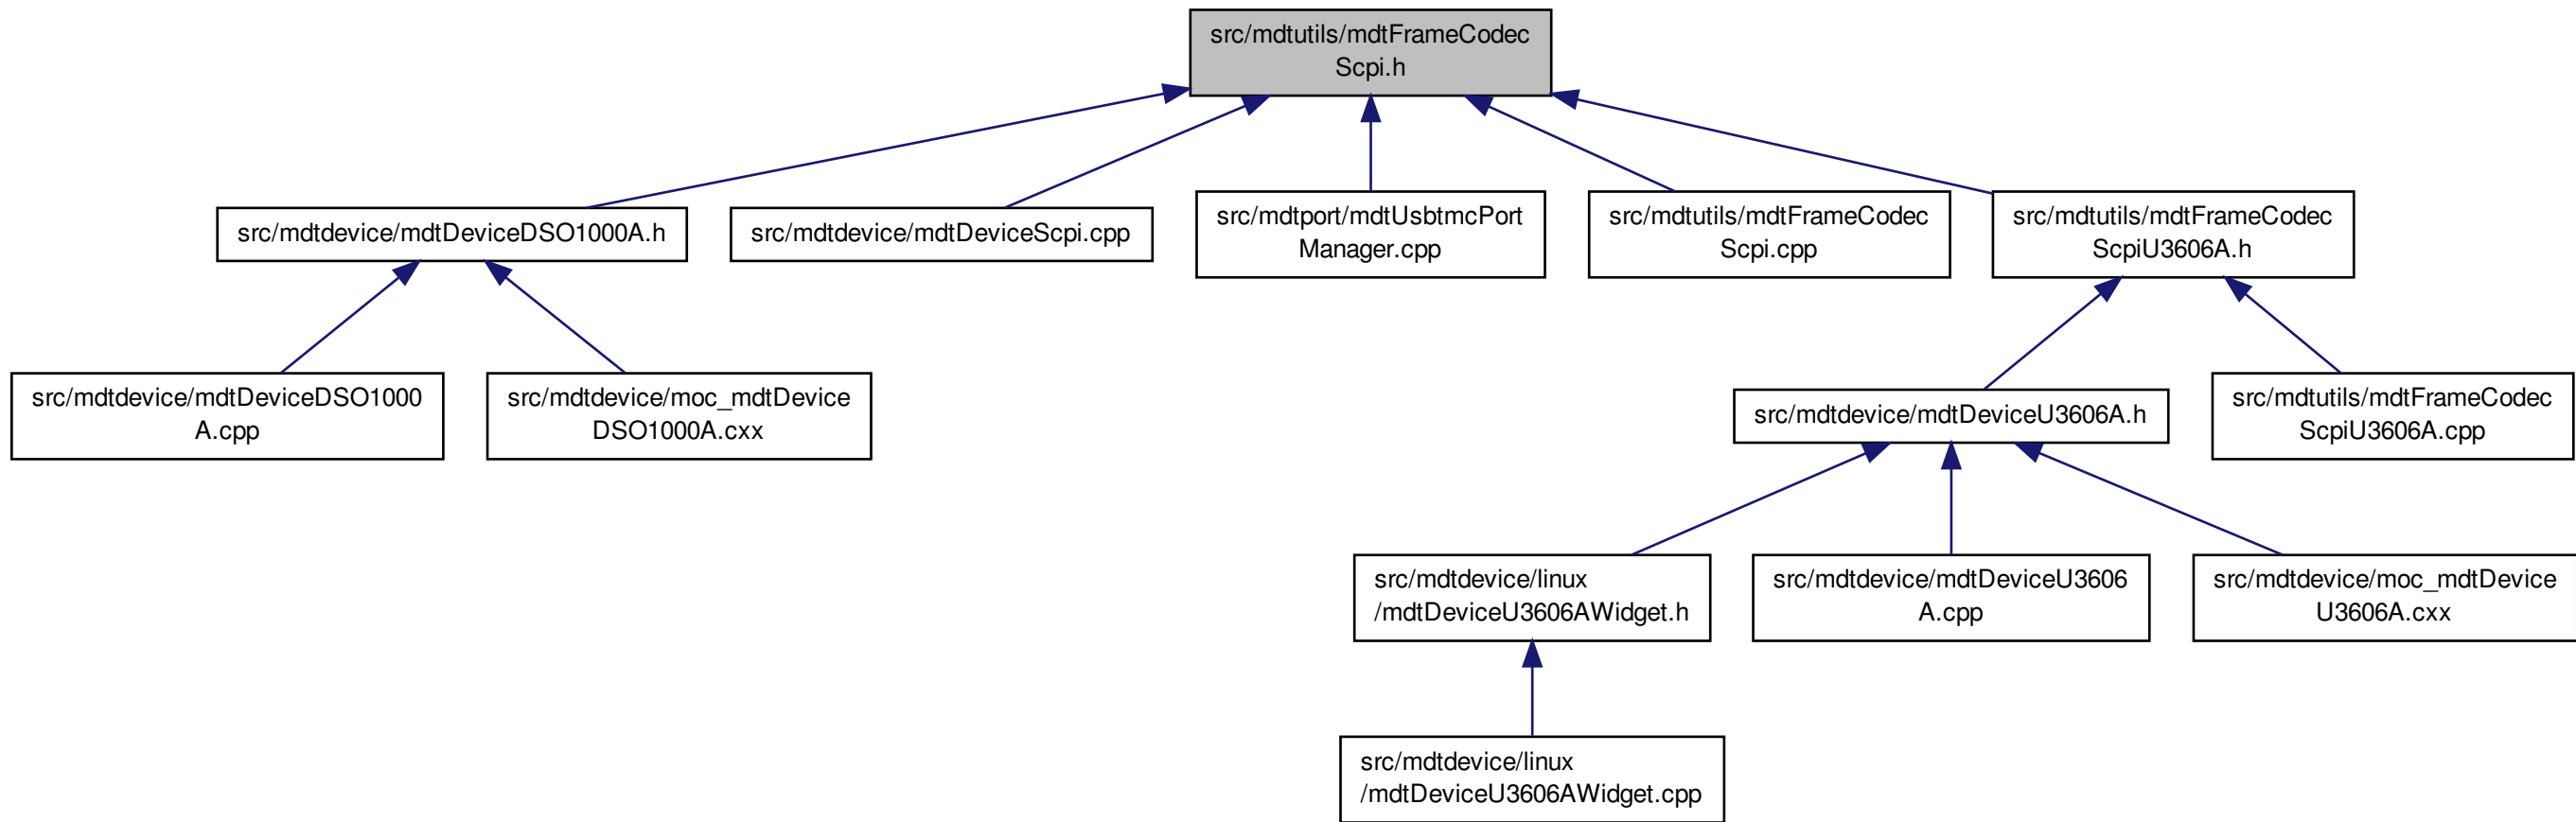 src/mdtutils/mdtFrameCodec
Scpi.h
src/mdtdevice/mdtDeviceDSO1000A.h
src/mdtdevice/mdtDeviceScpi.cpp
src/mdtport/mdtUsbtmcPort
Manager.cpp
src/mdtutils/mdtFrameCodec
Scpi.cpp
src/mdtutils/mdtFrameCodec
ScpiU3606A.h
src/mdtdevice/mdtDeviceDSO1000
A.cpp
src/mdtdevice/moc_mdtDevice
DSO1000A.cxx
src/mdtdevice/mdtDeviceU3606A.h
src/mdtutils/mdtFrameCodec
ScpiU3606A.cpp
src/mdtdevice/linux
/mdtDeviceU3606AWidget.h
src/mdtdevice/mdtDeviceU3606
A.cpp
src/mdtdevice/moc_mdtDevice
U3606A.cxx
src/mdtdevice/linux
/mdtDeviceU3606AWidget.cpp